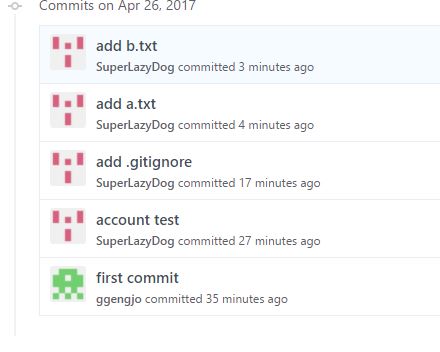 Commits on Apr 26, 2017
add b.txt
SuperLazyDog committed 3 minutes ago
add a.txt
SuperLazyDog committed 4 minutes ago
add .gitignore
SuperLazyDog committed 17 minutes ago
account test
SuperLazyDog committed 27 minutes ago
first commit
ggengjo committed 35 minutes ago